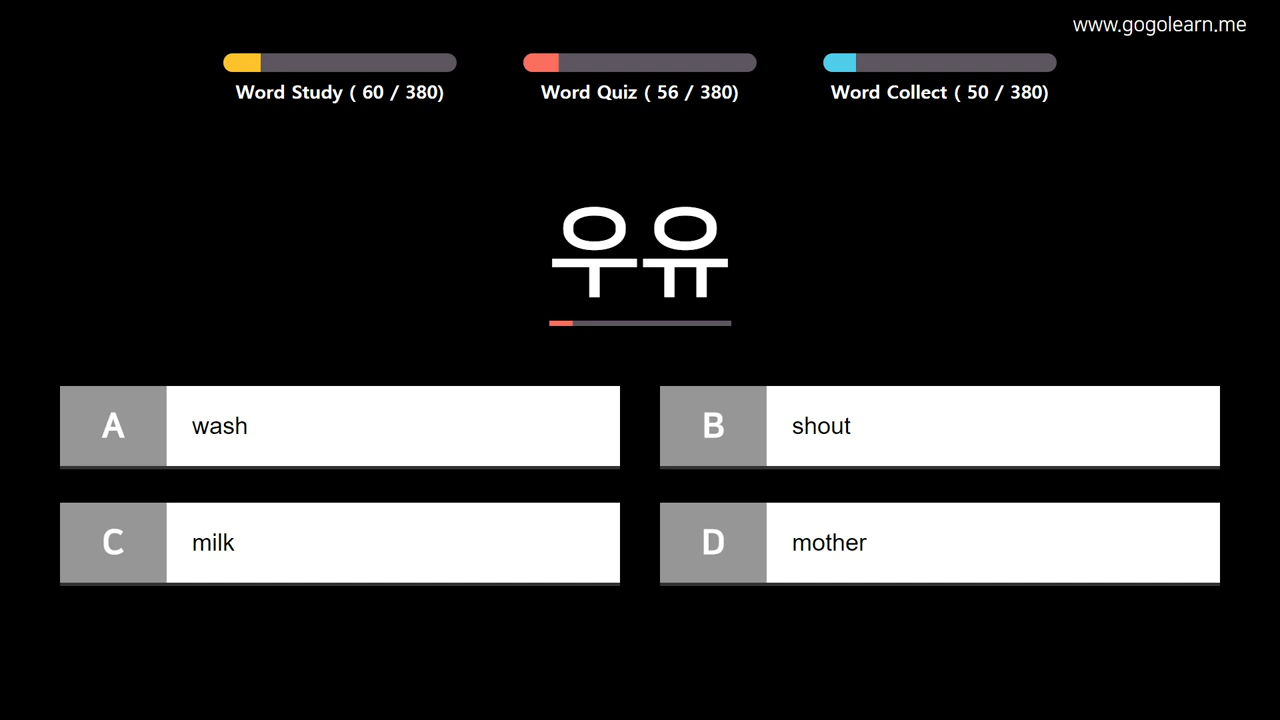 www.gogolearn.me
Word Study ( 60 / 380)
Word Quiz ( 56 / 380)
Word Collect ( 50 / 380)
우유
A wash
B shout
C milk
D mother